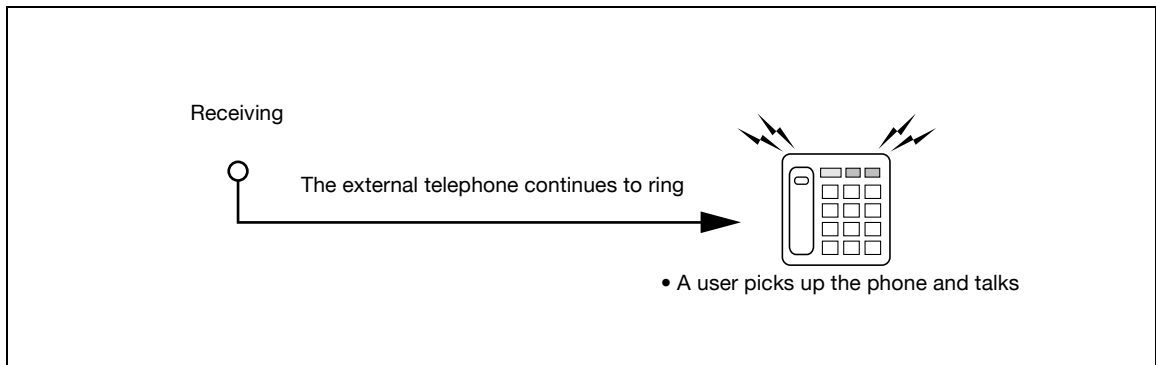 Receiving
The external telephone continues to ring
• A user picks up the phone and talks